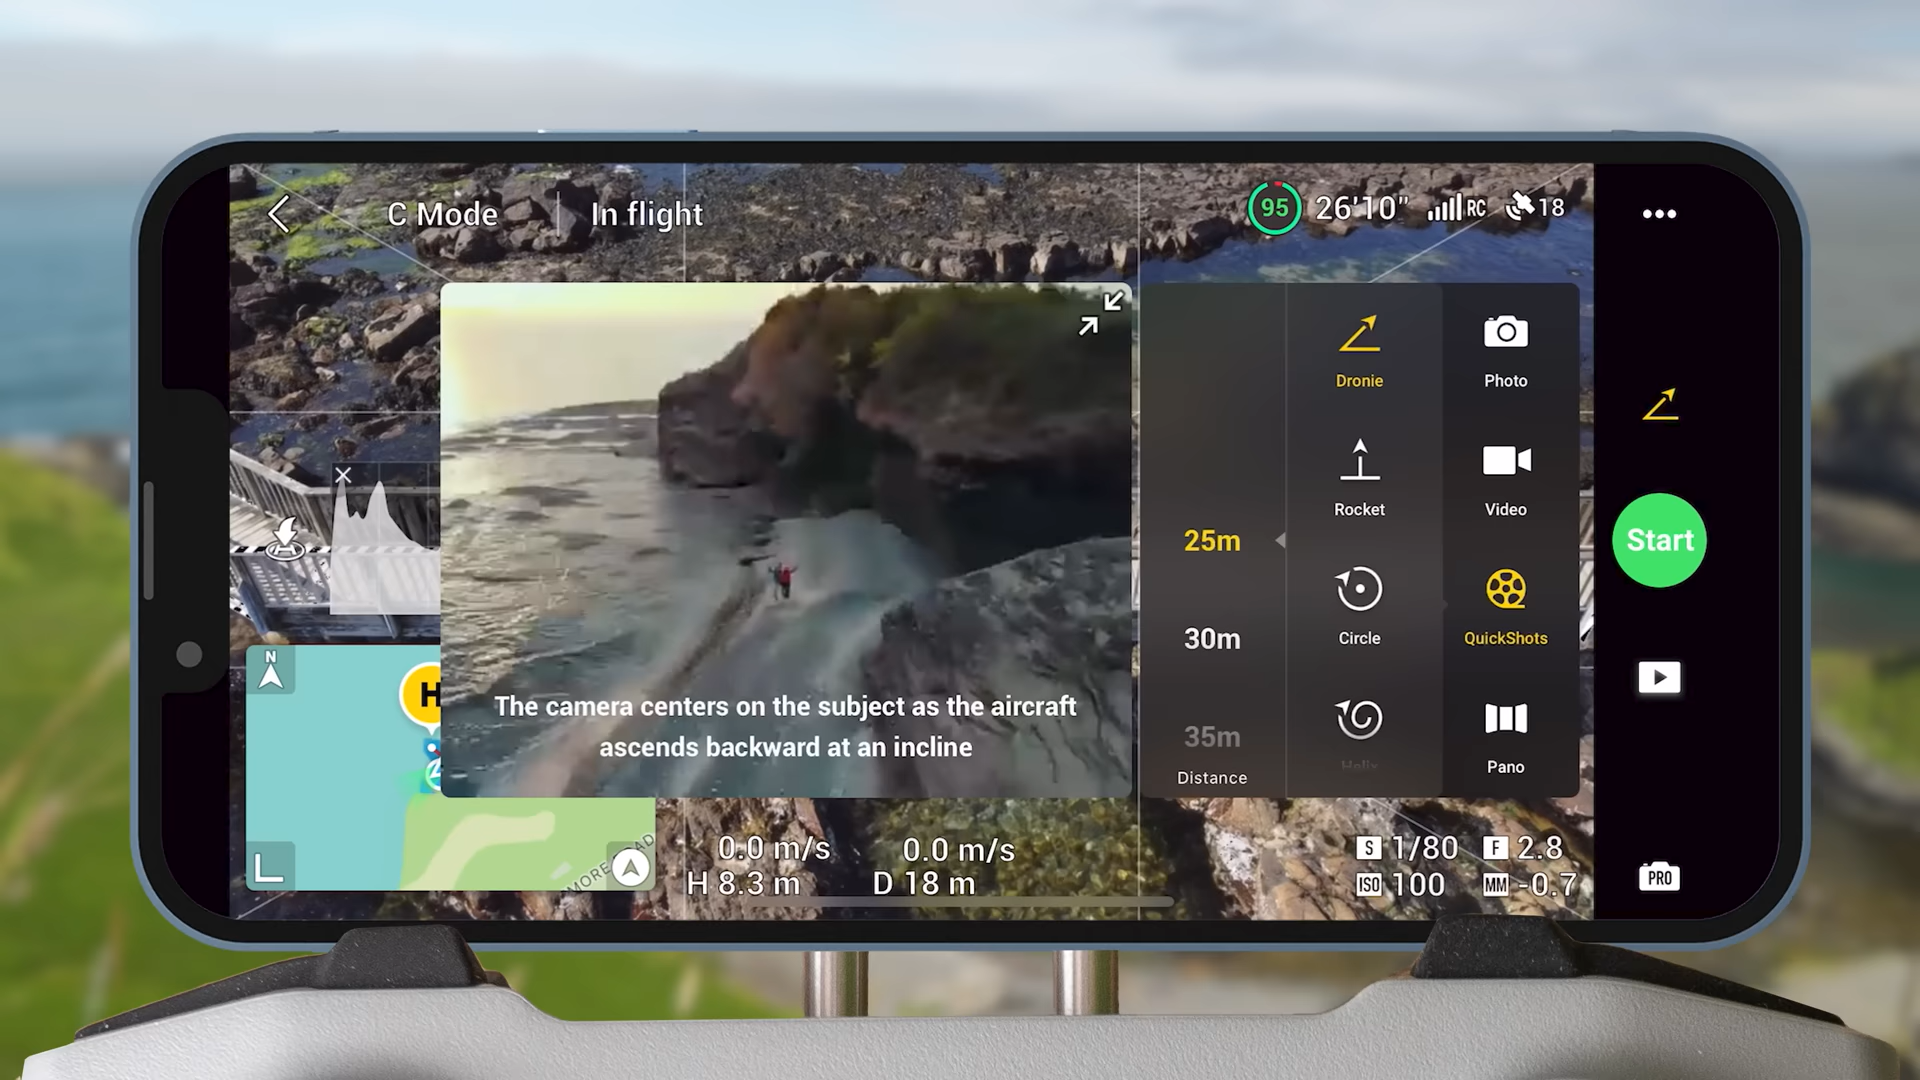 C Mode
In flight
95
26'10"
RC
18
Dronie
Photo
Rocket
Video
25m
Start
30m
Circle
QuickShots
N
H
The camera centers on the subject as the aircraft
ascends backward at an incline
35m
Distance
Helix
Pano
0.0 m/s
0.0 m/s
H 8.3 m
D 18 m
S 1/80
F 2.8
ISO 100
MM -0.7
PRO